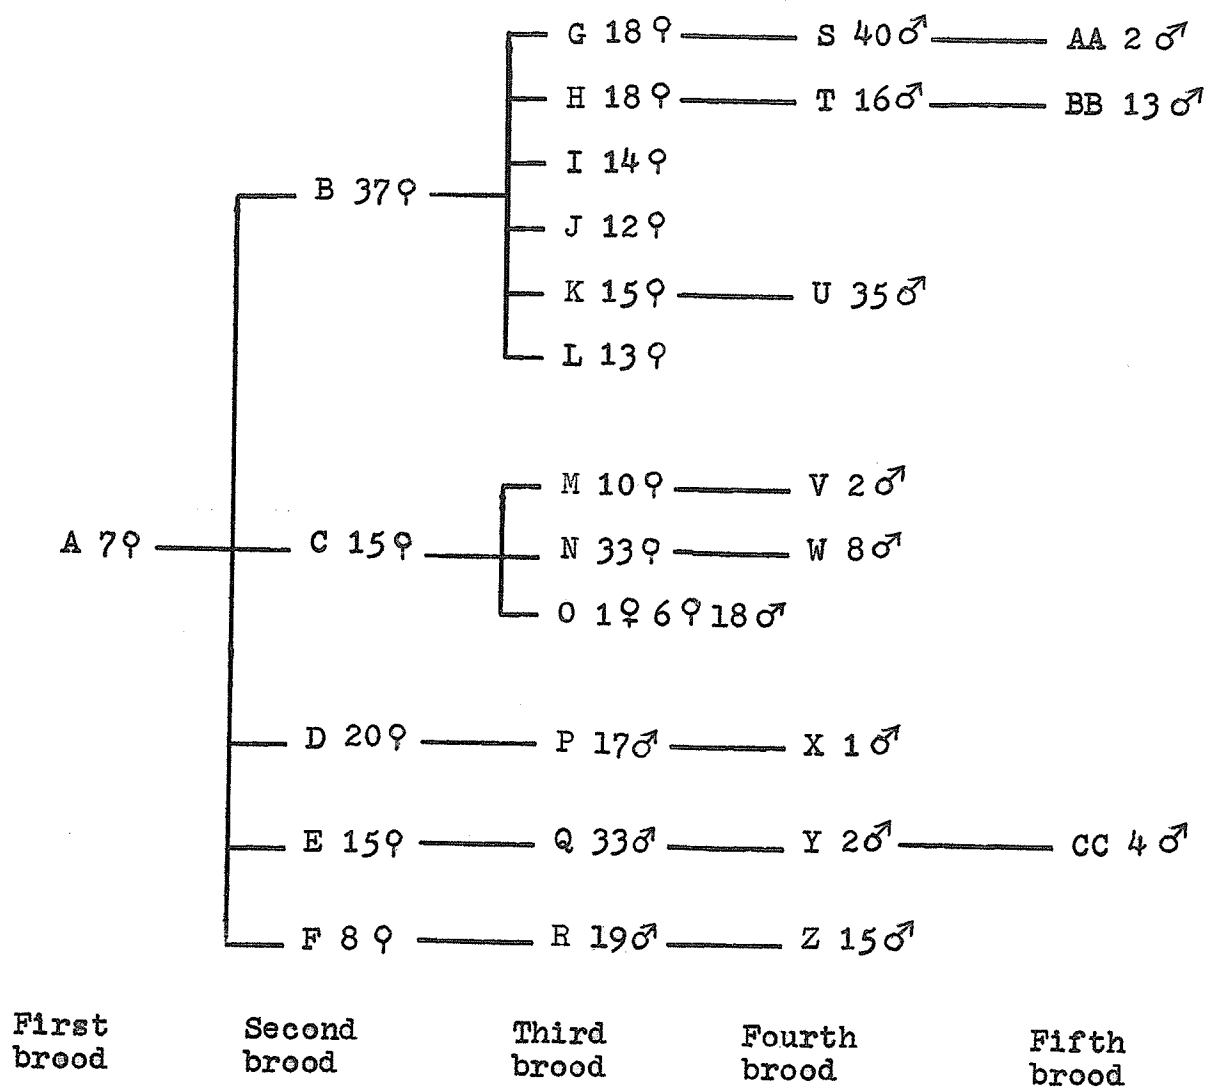 G 18⚲ S 40♂ AA 2♂
H 18⚲ T 16♂ BB 13♂
I 14⚲
B 37⚲
J 12⚲
K 15⚲ U 35♂
L 13⚲
M 10⚲ V 2♂
A 7⚲ C 15⚲ N 33⚲ W 8♂
O 1♀ 6⚲ 18♂
D 20⚲ P 17♂ X 1♂
E 15⚲ Q 33♂ Y 2♂ CC 4♂
F 8⚲ R 19♂ Z 15♂
First brood
Second brood
Third brood
Fourth brood
Fifth brood